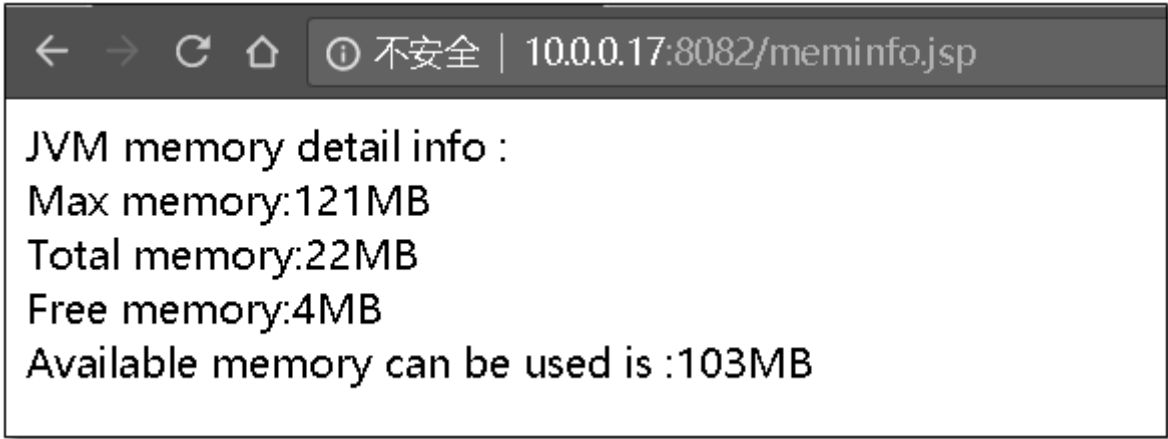 不安全 | 10.0.0.17:8082/meminfo.jsp
JVM memory detail info :
Max memory:121MB
Total memory:22MB
Free memory:4MB
Available memory can be used is :103MB